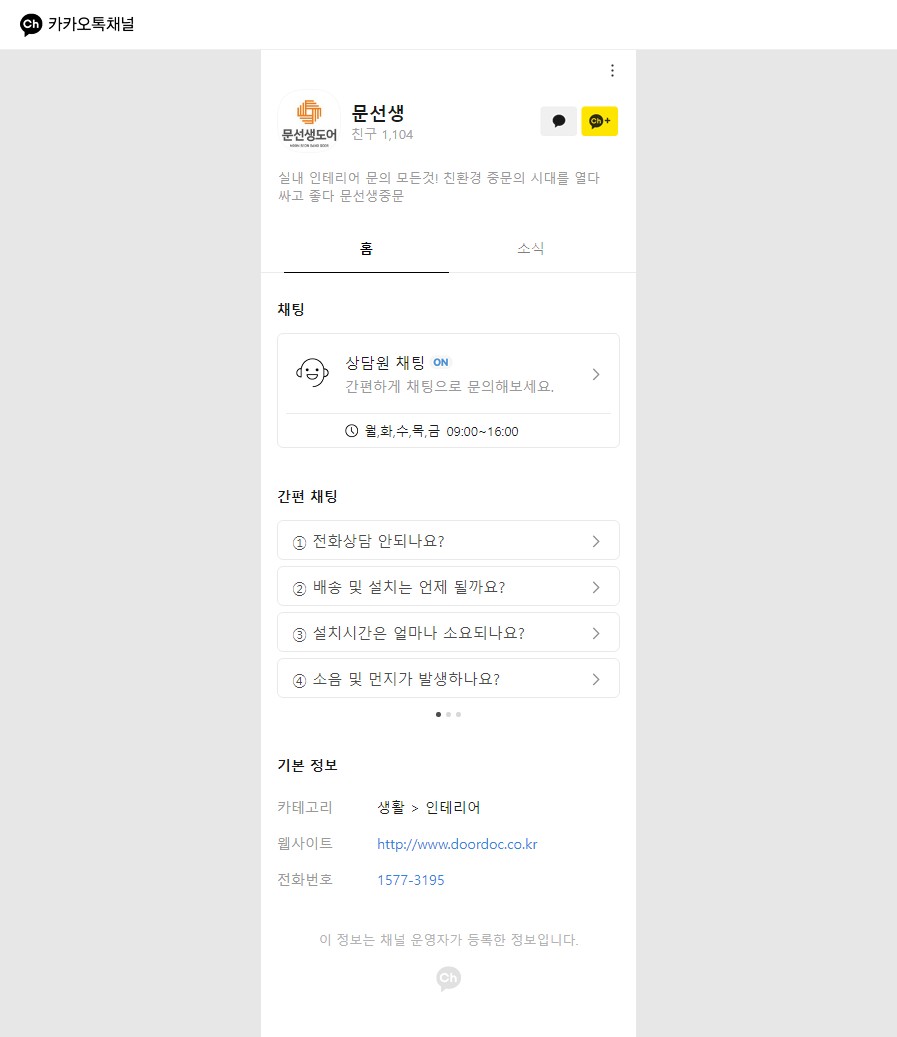 Ch 카카오톡채널
문선생도어
문선생
친구 1,104
Ch+
실내 인테리어 문의 모든것! 친환경 중문의 시대를 열다
싸고 좋다 문선생중문
홈
소식
채팅
상담원 채팅 ON
간편하게 채팅으로 문의해보세요.
월,화,수,목,금 09:00~16:00
간편 채팅
① 전화상담 안되나요?
② 배송 및 설치는 언제 될까요?
③ 설치시간은 얼마나 소요되나요?
④ 소음 및 먼지가 발생하나요?
기본 정보
카테고리 생활 > 인테리어
웹사이트 http://www.doordoc.co.kr
전화번호 1577-3195
이 정보는 채널 운영자가 등록한 정보입니다.
Ch